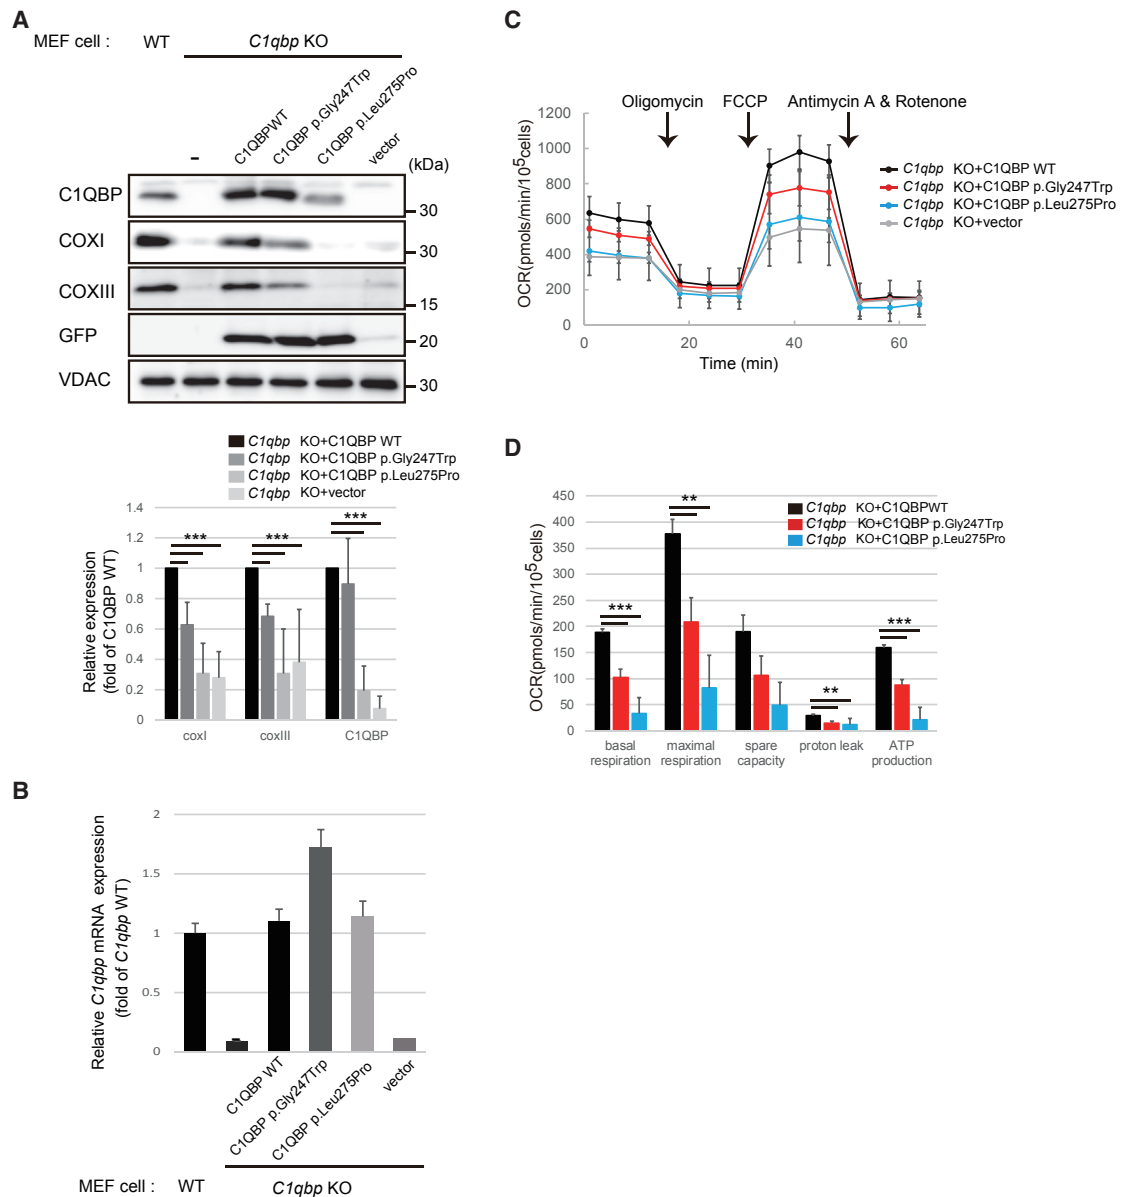 A
MEF cell : WT C1qbp KO
- C1QBPWT C1QBP p.Gly247Trp C1QBP p.Leu275Pro vector (kDa)
C1QBP 30
COXI 30
COXIII 15
GFP 20
VDAC 30
C1qbp KO+C1QBP WT
C1qbp KO+C1QBP p.Gly247Trp
C1qbp KO+C1QBP p.Leu275Pro
C1qbp KO+vector
Relative expression
(fold of C1QBP WT)
1.4
1.2
1
0.8
0.6
0.4
0.2
0
*** *** ***
coxI coxIII C1QBP
B
Relative C1qbp mRNA expression
(fold of C1qbp WT)
2
1.5
1
0.5
0
C1QBP WT C1QBP p.Gly247Trp C1QBP p.Leu275Pro vector
MEF cell : WT C1qbp KO
C
Oligomycin FCCP Antimycin A & Rotenone
OCR(pmols/min/10⁵cells)
1200
1000
800
600
400
200
0
0 20 40 60
Time (min)
C1qbp KO+C1QBP WT
C1qbp KO+C1QBP p.Gly247Trp
C1qbp KO+C1QBP p.Leu275Pro
C1qbp KO+vector
D
OCR(pmols/min/10⁵cells)
450
400
350
300
250
200
150
100
50
0
*** ** ** ***
C1qbp KO+C1QBPWT
C1qbp KO+C1QBP p.Gly247Trp
C1qbp KO+C1QBP p.Leu275Pro
basal maximal spare proton leak ATP
respiration respiration capacity production